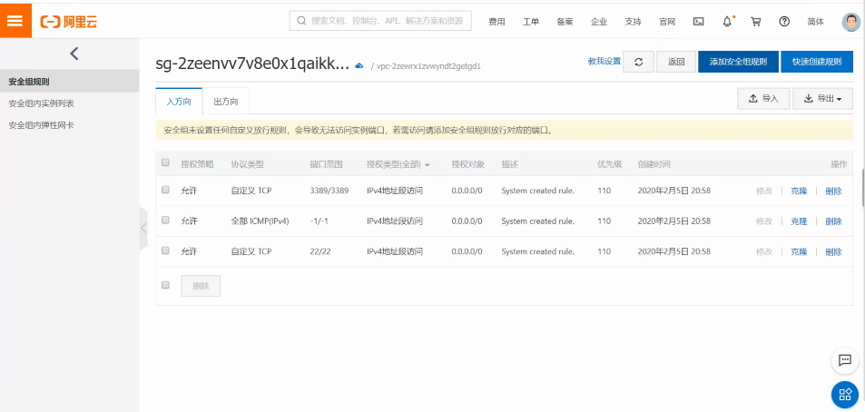 阿里云
搜索文档、控制台、API、解决方案和资源
费用 工单 备案 企业 支持 官网 简体
安全组规则
安全组内实例列表
安全组内弹性网卡
sg-2zeenvv7v8e0x1qaikk... / vpc-2zewrx1zvwyndt2getgd1
教我设置 返回 添加安全组规则 快速创建规则
入方向 出方向 导入 导出
安全组未设置任何自定义放行规则，会导致无法访问实例端口，若需访问请添加安全组规则放行对应的端口。
授权策略 协议类型 端口范围 授权类型(全部) 授权对象 描述 优先级 创建时间 操作
允许 自定义 TCP 3389/3389 IPv4地址段访问 0.0.0.0/0 System created rule. 110 2020年2月5日 20:58 修改 | 克隆 | 删除
允许 全部 ICMP(IPv4) -1/-1 IPv4地址段访问 0.0.0.0/0 System created rule. 110 2020年2月5日 20:58 修改 | 克隆 | 删除
允许 自定义 TCP 22/22 IPv4地址段访问 0.0.0.0/0 System created rule. 110 2020年2月5日 20:58 修改 | 克隆 | 删除
删除